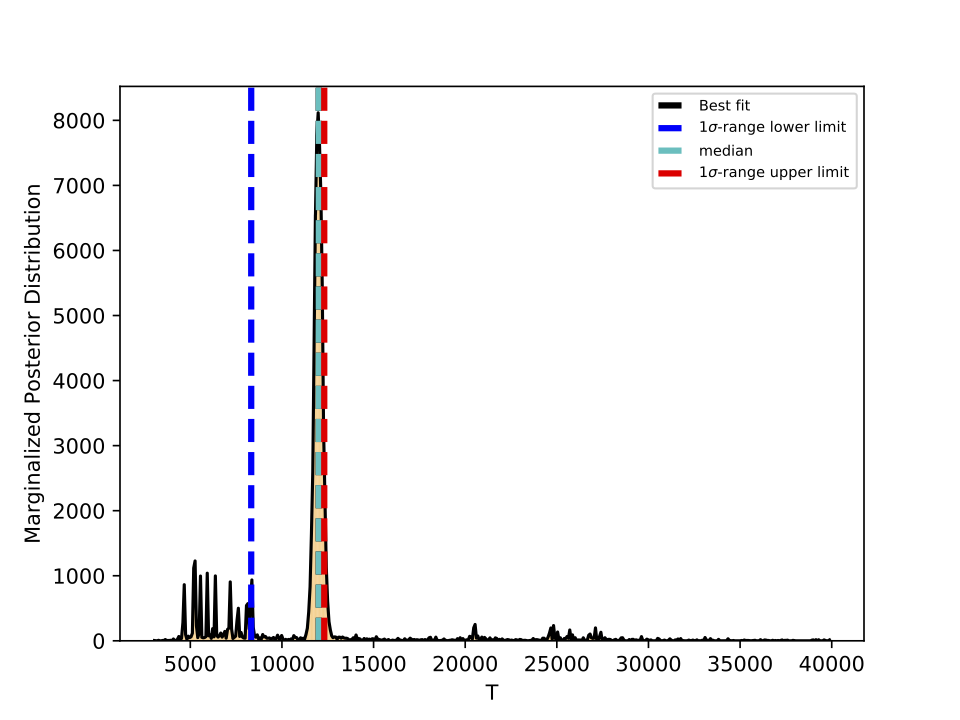 Best fit
1σ-range lower limit
median
1σ-range upper limit
Marginalized Posterior Distribution
8000
7000
6000
5000
4000
3000
2000
1000
0
5000 10000 15000 20000 25000 30000 35000 40000
T